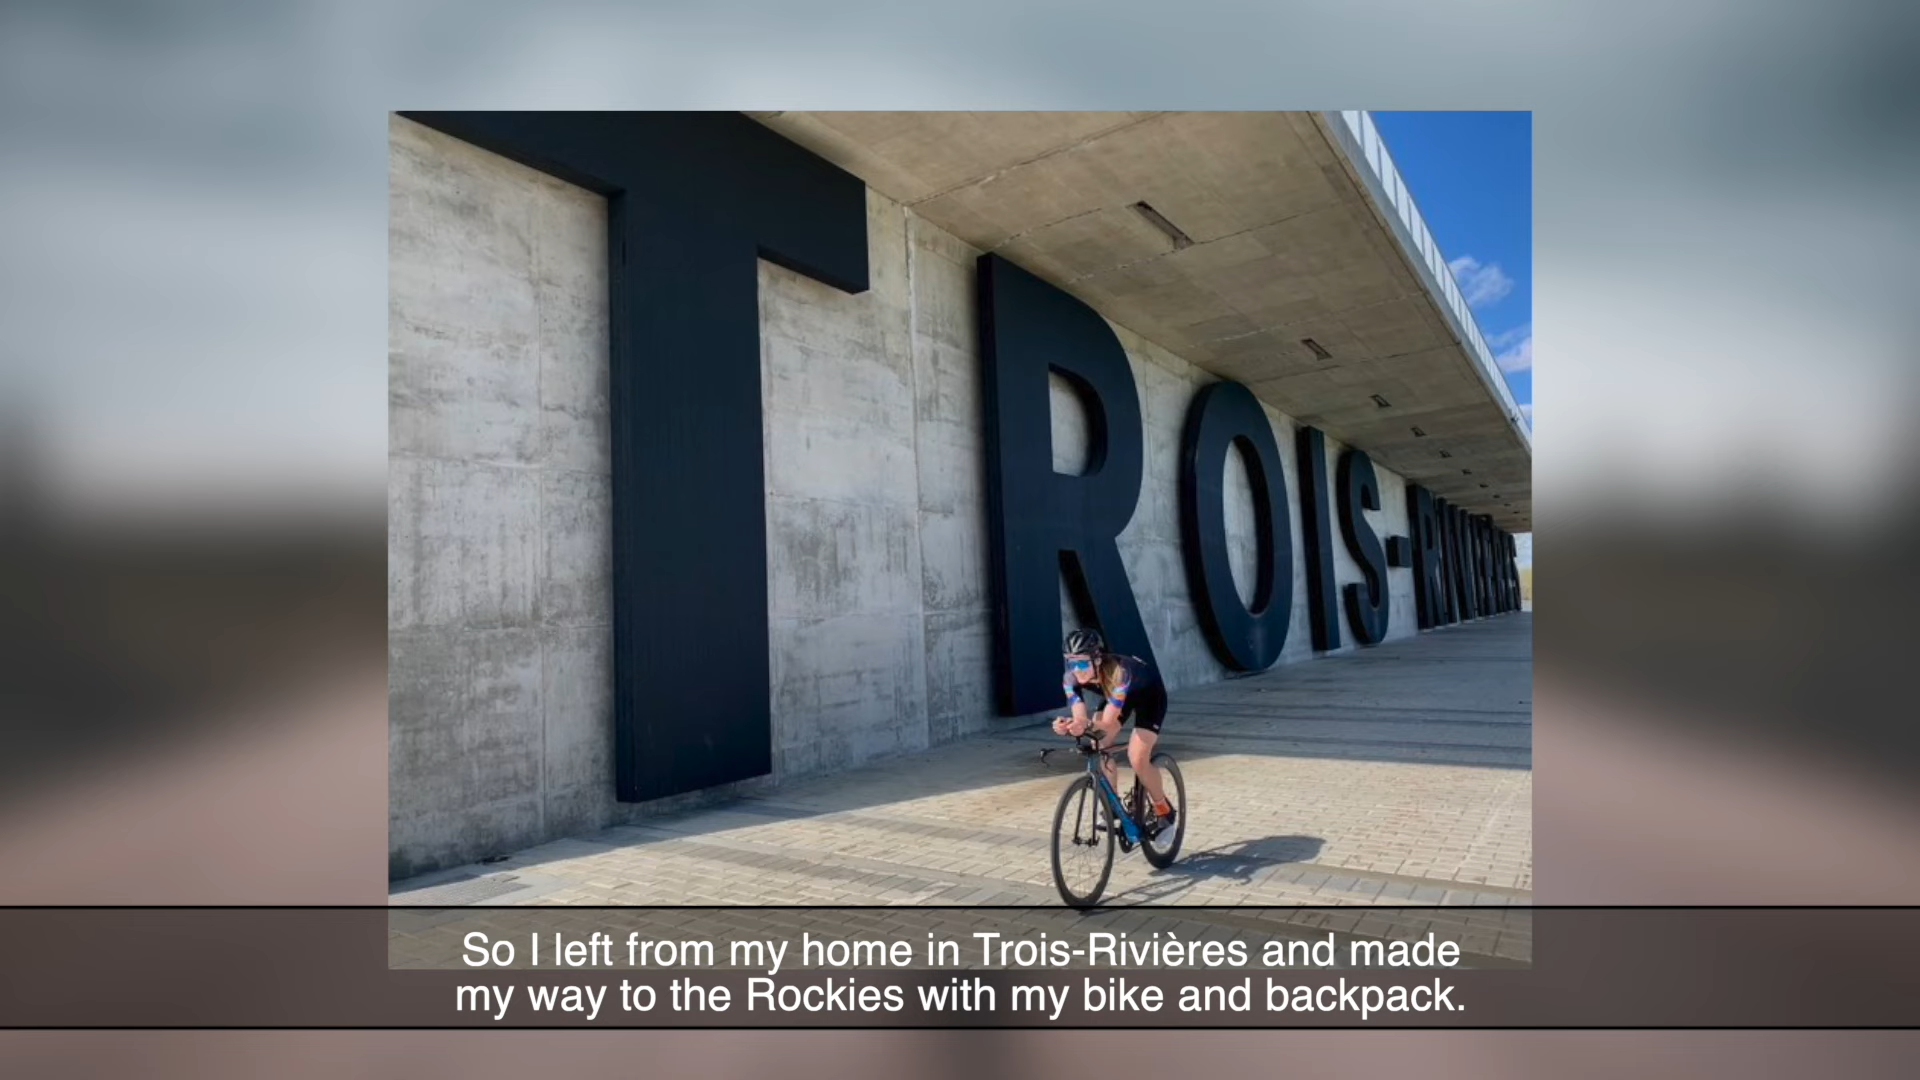 TROIS-RIVIÈRES
So I left from my home in Trois-Rivières and made
my way to the Rockies with my bike and backpack.